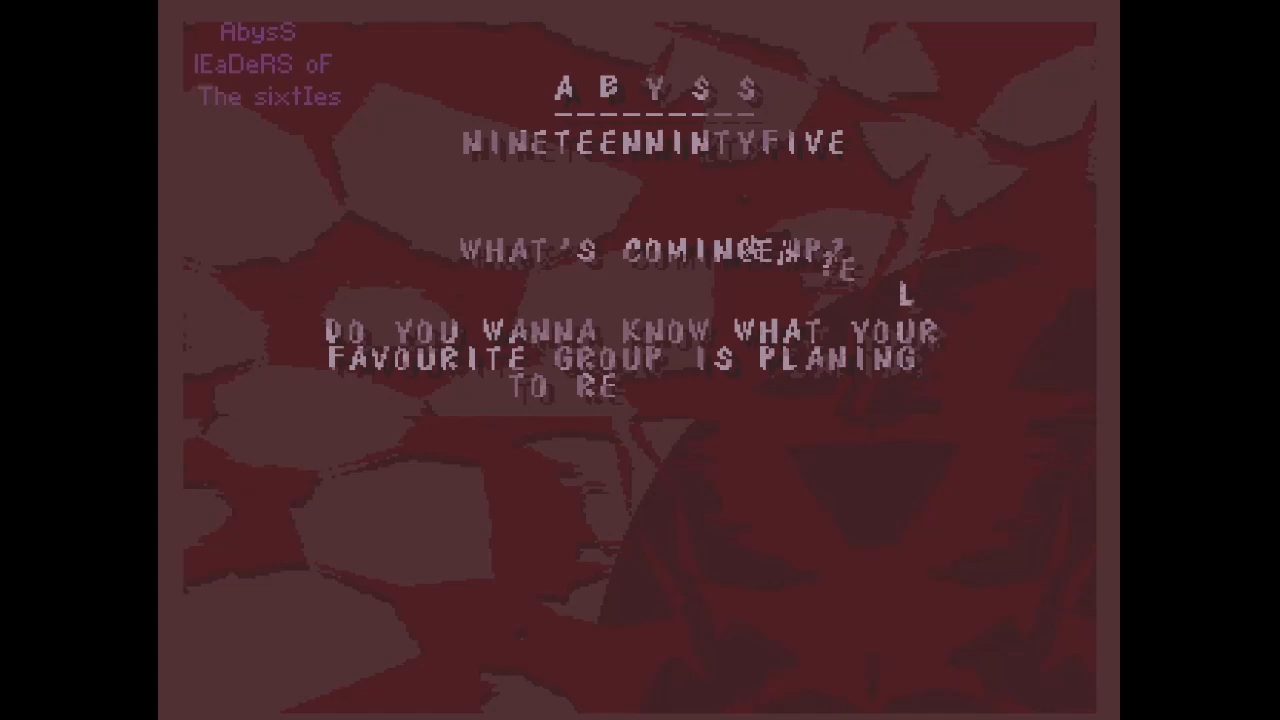 AbysS
lEaDeRS oF
The sixtIes
A B Y S S
---------
NINETEENNINTYFIVE
WHAT'S COMING UP?
L
DO YOU WANNA KNOW WHAT YOUR
FAVOURITE GROUP IS PLANING
TO RE